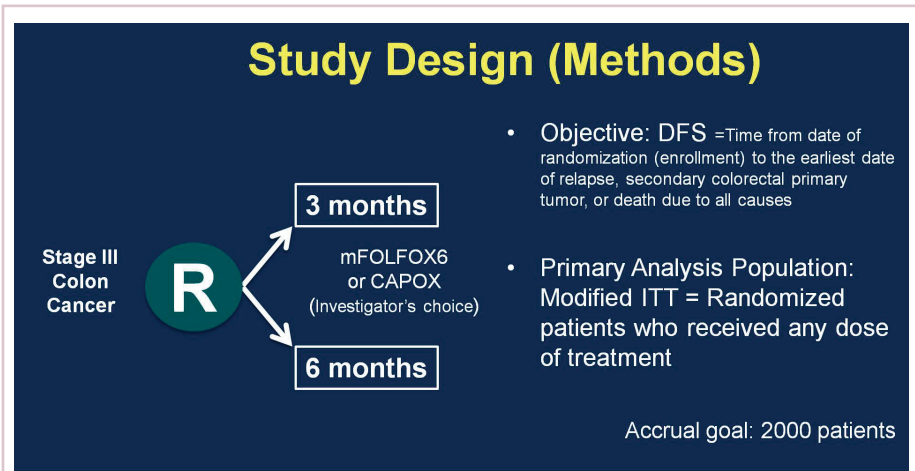 Study Design (Methods)
Stage III
Colon
Cancer
R
3 months
mFOLFOX6
or CAPOX
(Investigator's choice)
6 months
• Objective: DFS =Time from date of
randomization (enrollment) to the earliest date
of relapse, secondary colorectal primary
tumor, or death due to all causes
• Primary Analysis Population:
Modified ITT = Randomized
patients who received any dose
of treatment
Accrual goal: 2000 patients